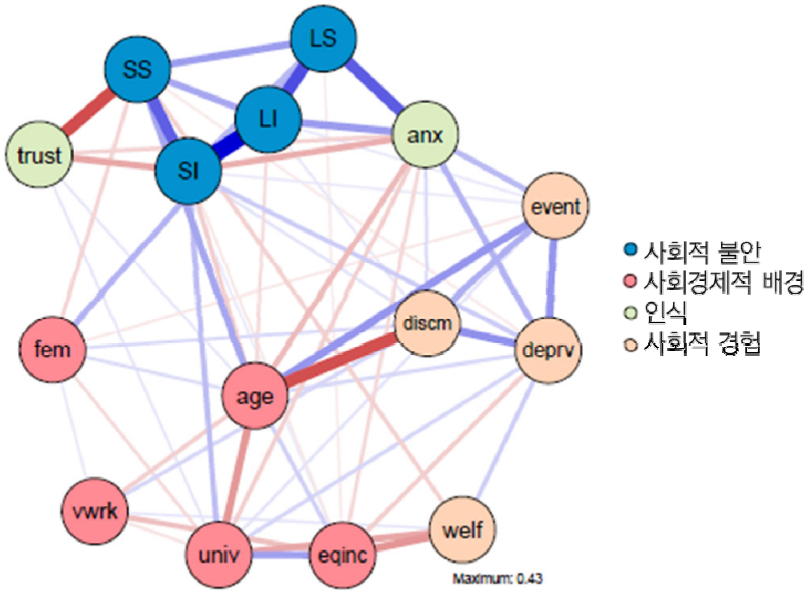 LS
SS
LI
anx
trust
SI
event
사회적 불안
사회경제적 배경
인식
사회적 경험
discm
fem
deprv
age
vwrk
welf
univ
eqinc
Maximum: 0.43